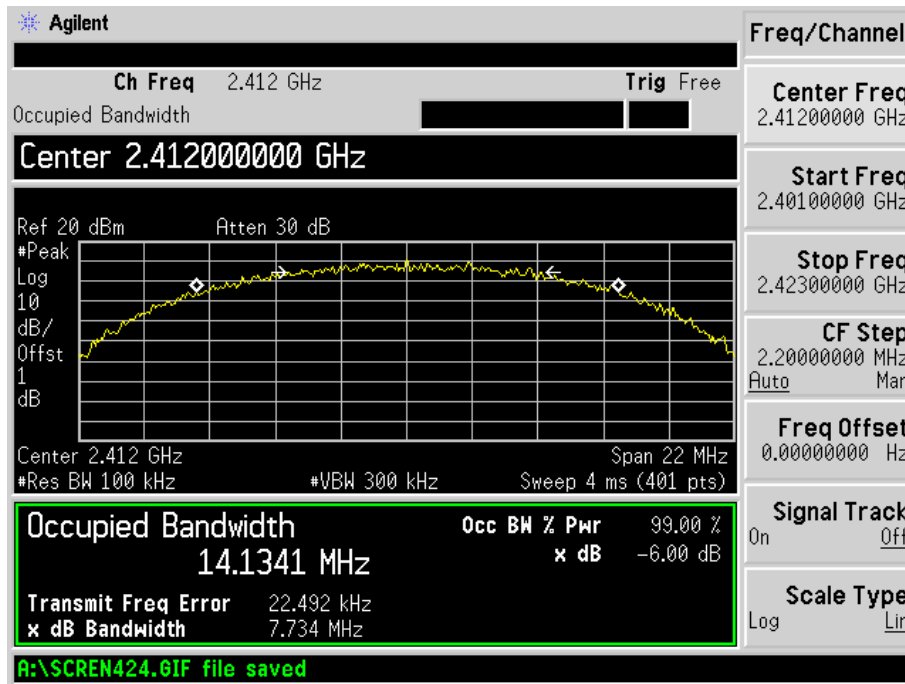 Agilent
Freq/Channel
Ch Freq 2.412 GHz Trig Free
Occupied Bandwidth
Center 2.412000000 GHz
Ref 20 dBm Atten 30 dB
#Peak
Log
10
dB/
Offst
1
dB
Center 2.412 GHz Span 22 MHz
#Res BW 100 kHz #VBW 300 kHz Sweep 4 ms (401 pts)
Occupied Bandwidth
14.1341 MHz
Occ BW % Pwr 99.00 %
x dB -6.00 dB
Transmit Freq Error 22.492 kHz
x dB Bandwidth 7.734 MHz
A:\SCREN424.GIF file saved
Center Freq
2.41200000 GHz
Start Freq
2.40100000 GHz
Stop Freq
2.42300000 GHz
CF Step
2.20000000 MHz
Auto Man
Freq Offset
0.00000000 Hz
Signal Track
On Off
Scale Type
Log Lin